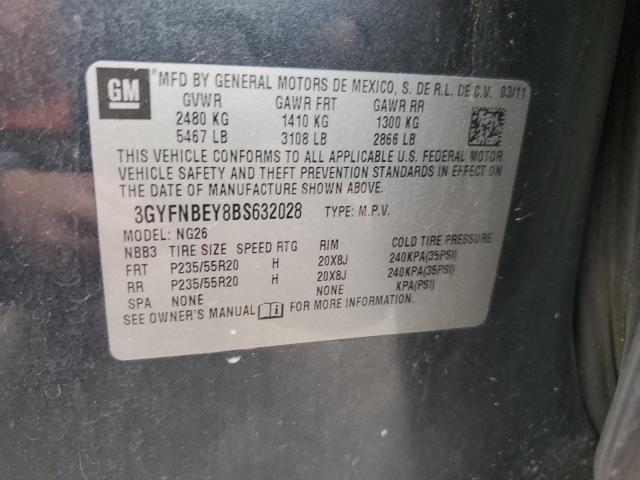 GM
MFD BY GENERAL MOTORS DE MEXICO, S. DE R.L. DE C.V. 03/11
GVWR GAWR FRT GAWR RR
2480 KG 1410 KG 1300 KG
5467 LB 3108 LB 2866 LB
THIS VEHICLE CONFORMS TO ALL APPLICABLE U.S. FEDERAL MOTOR
VEHICLE SAFETY AND THEFT PREVENTION STANDARDS IN EFFECT ON
THE DATE OF MANUFACTURE SHOWN ABOVE.
3GYFNBEY8BS632028 TYPE: M.P.V.
MODEL: NG26
NBB3 TIRE SIZE SPEED RTG RIM COLD TIRE PRESSURE
FRT P235/55R20 H 20X8J 240KPA(35PSI)
RR P235/55R20 H 20X8J 240KPA(35PSI)
SPA NONE NONE KPA(PSI)
SEE OWNER'S MANUAL FOR MORE INFORMATION.